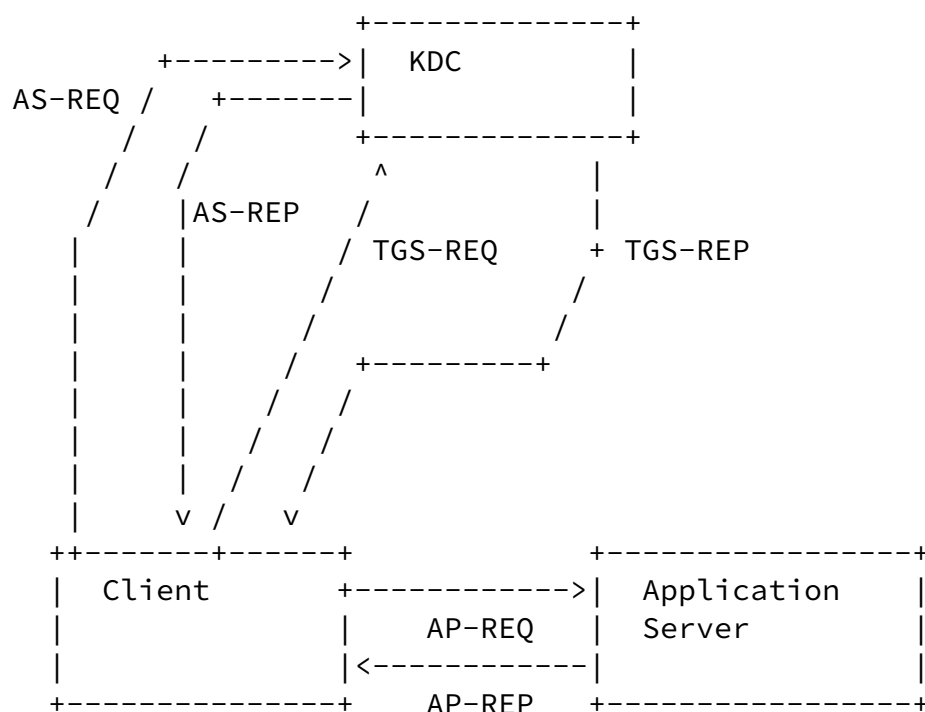 KDC
AS-REQ
AS-REP
TGS-REQ TGS-REP
Client Application
AP-REQ Server
AP-REP